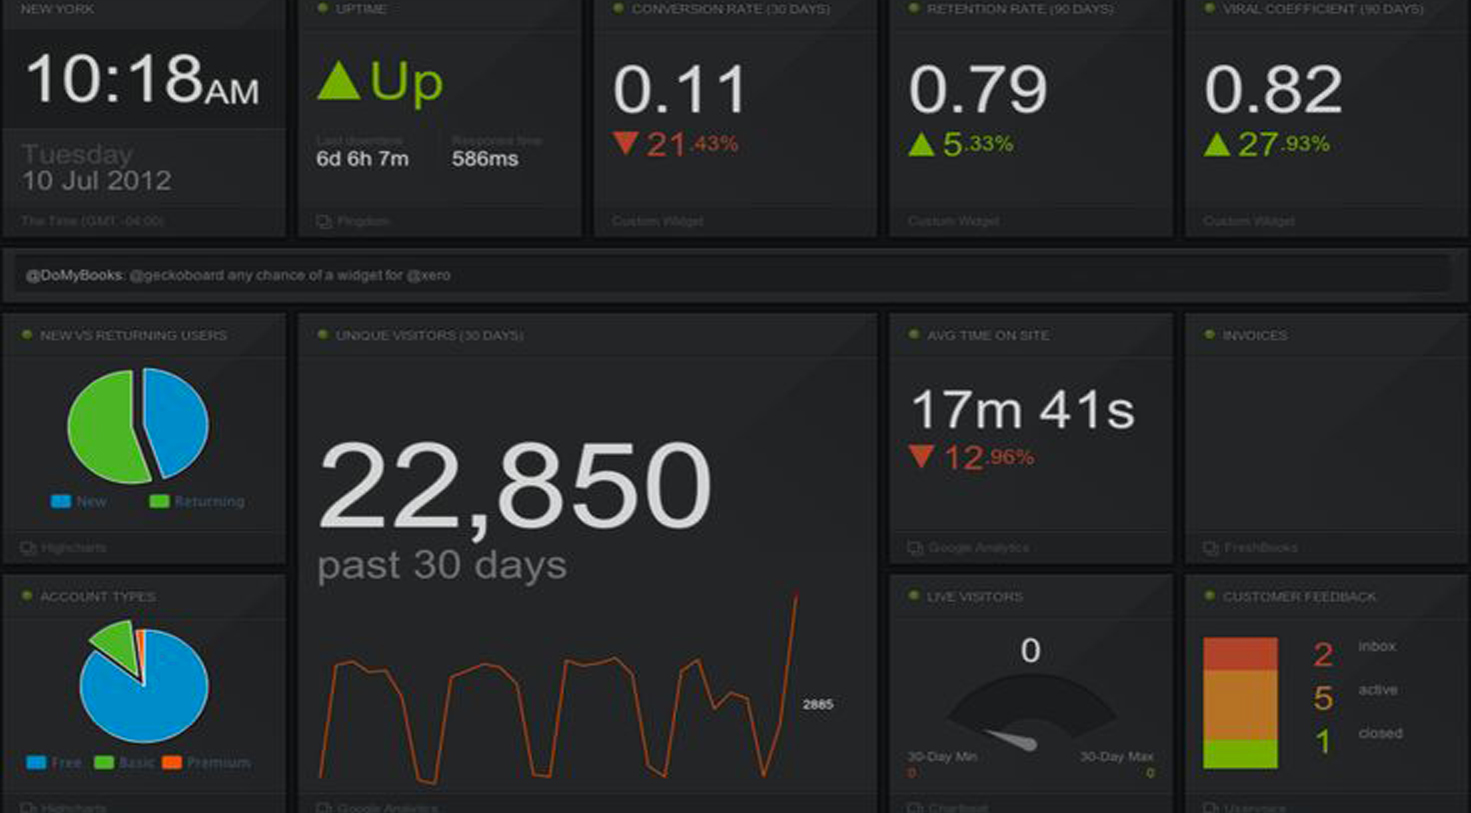 NEW YORK
10:18AM
Tuesday
10 Jul 2012
The Time (GMT -04:00)
UPTIME
Up
Last downtime
6d 6h 7m
Response time
586ms
Pingdom
CONVERSION RATE (30 DAYS)
0.11
21.43%
Custom Widget
RETENTION RATE (90 DAYS)
0.79
5.33%
Custom Widget
VIRAL COEFFICIENT (90 DAYS)
0.82
27.93%
Custom Widget
@DoMyBooks: @geckoboard any chance of a widget for @xero
NEW VS RETURNING USERS
New
Returning
Highcharts
UNIQUE VISITORS (30 DAYS)
22,850
past 30 days
2885
Google Analytics
AVG TIME ON SITE
17m 41s
12.96%
Google Analytics
INVOICES
FreshBooks
ACCOUNT TYPES
Free
Basic
Premium
Highcharts
LIVE VISITORS
0
30-Day Min
0
30-Day Max
0
Chartbeat
CUSTOMER FEEDBACK
2 inbox
5 active
1 closed
Uservoice